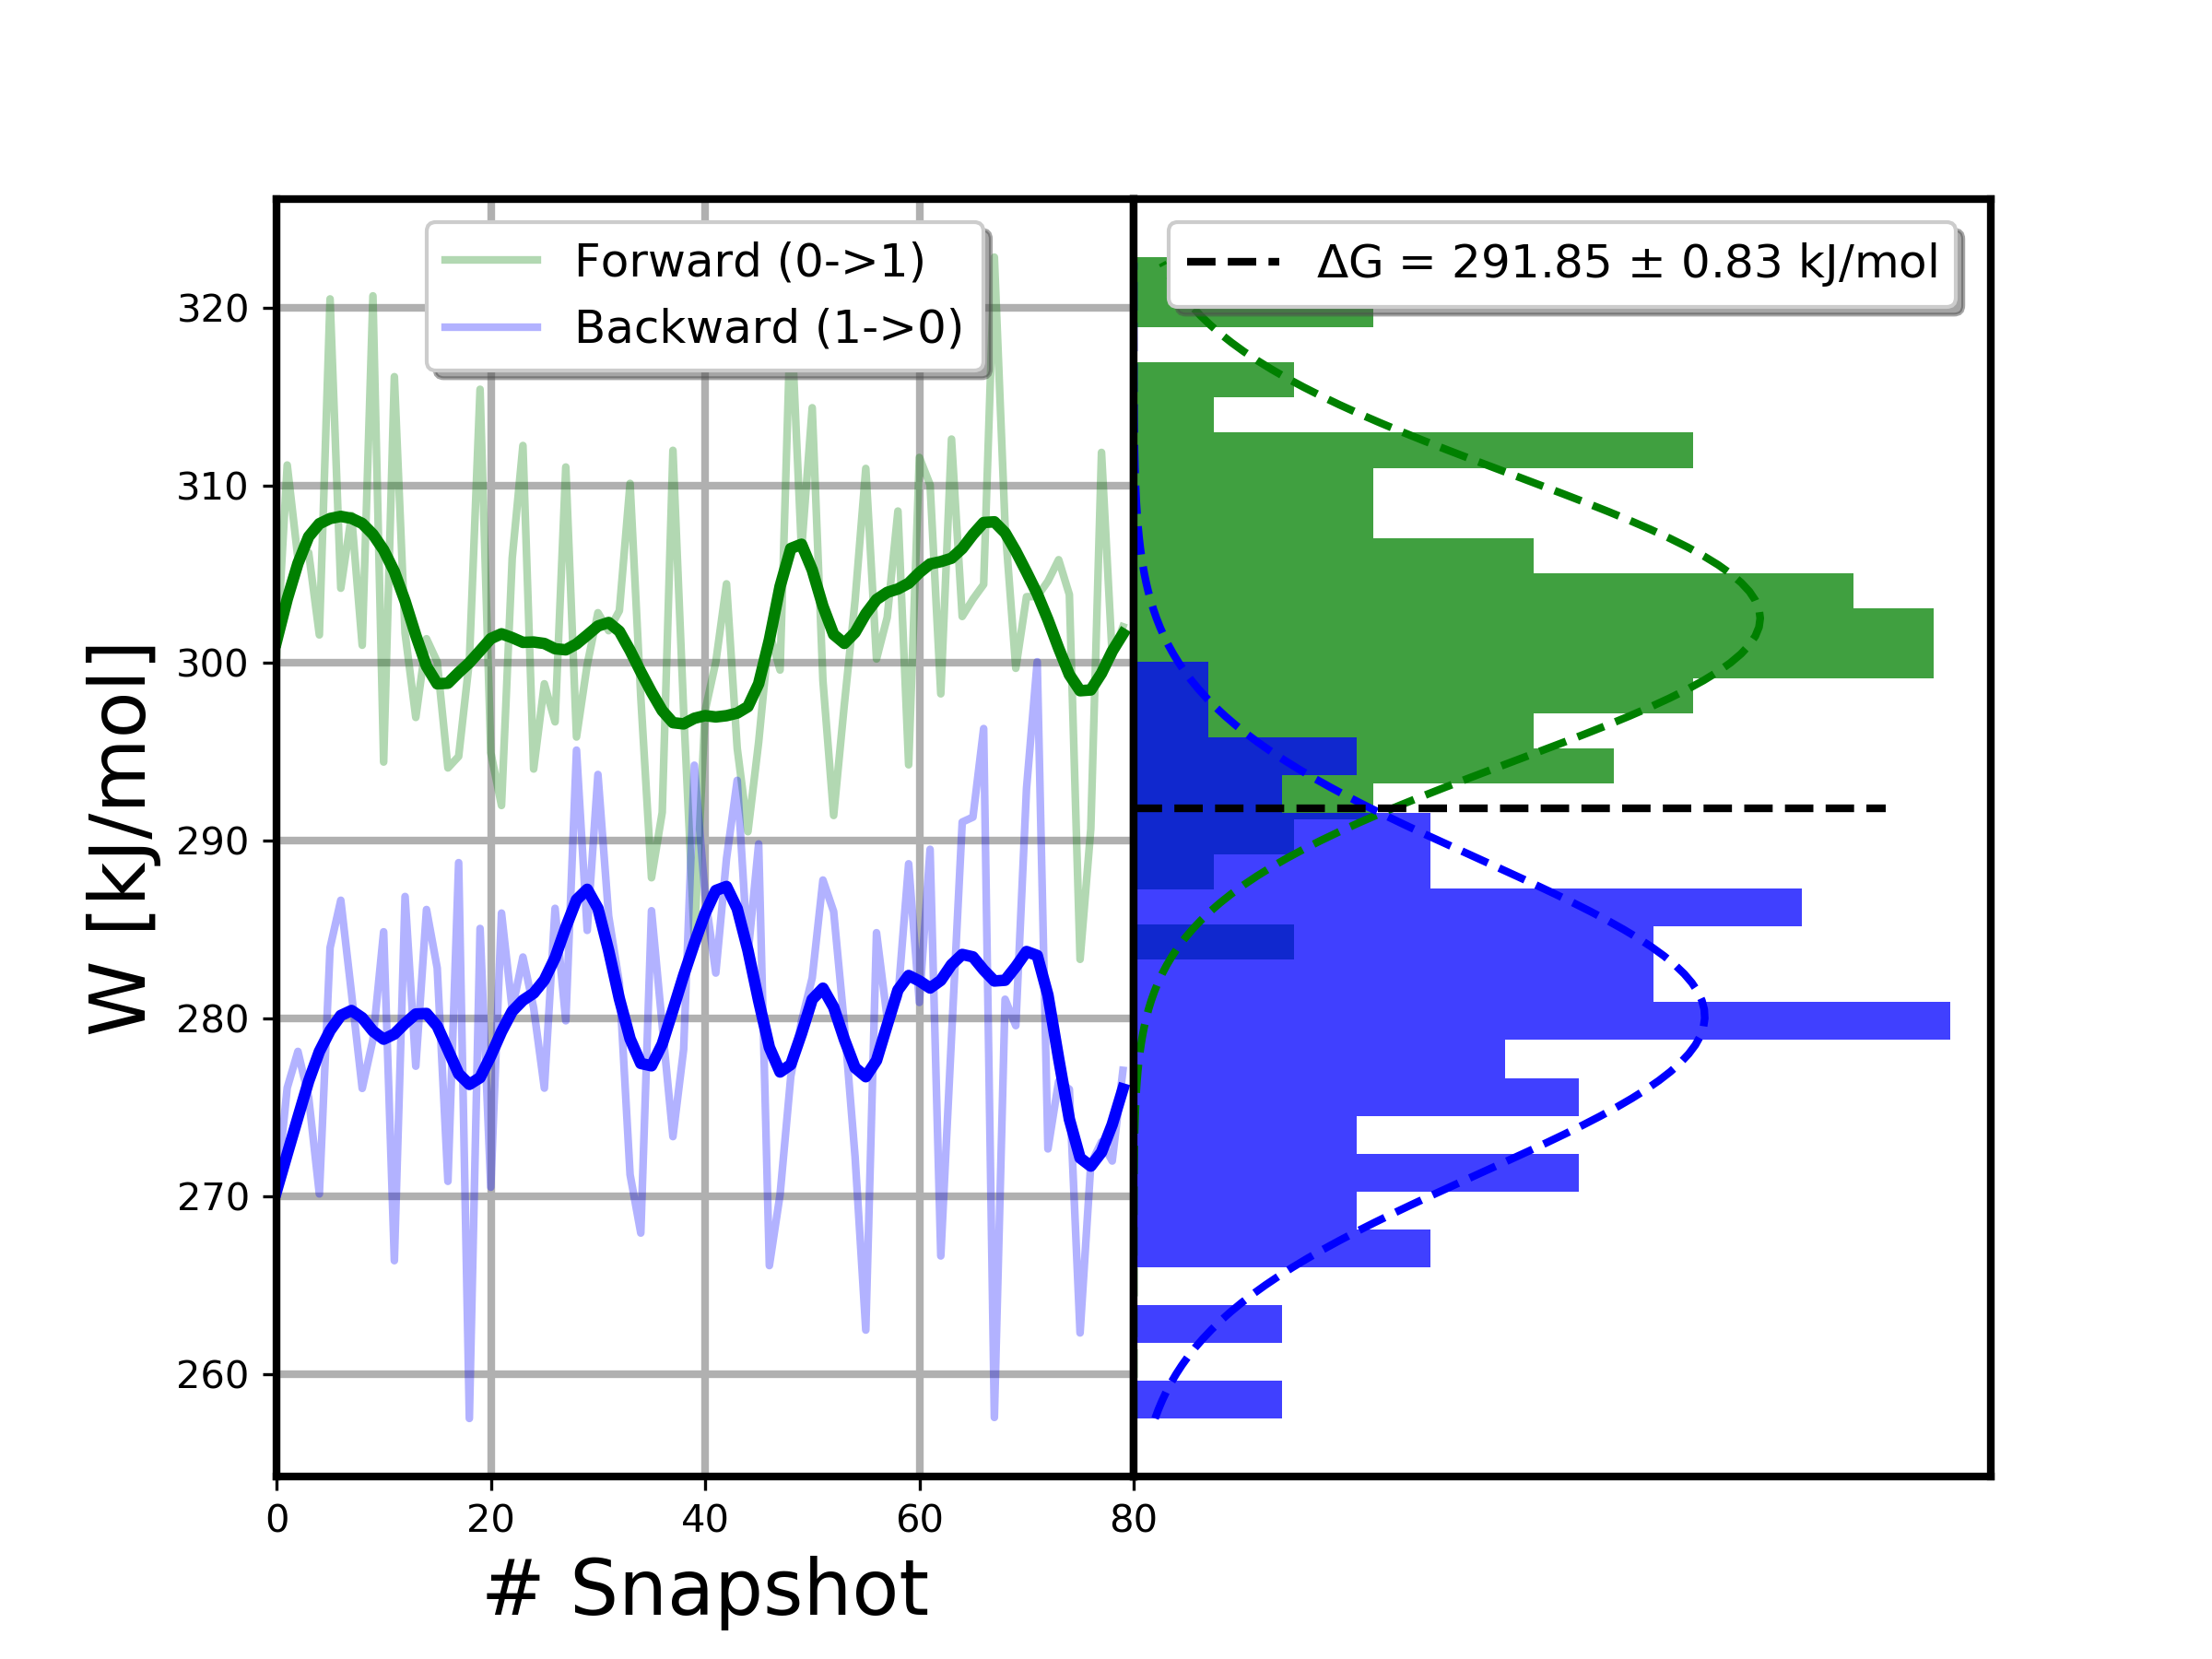 Forward (0->1)
Backward (1->0)
ΔG = 291.85 ± 0.83 kJ/mol
W [kJ/mol]
320
310
300
290
280
270
260
0 20 40 60 80
# Snapshot